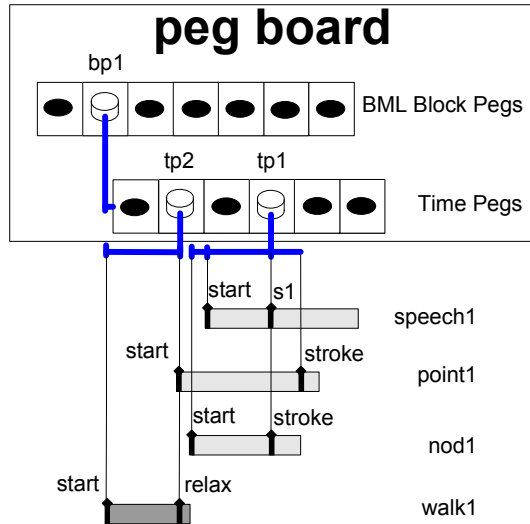 peg board
bp1
BML Block Pegs
tp2 tp1
Time Pegs
start s1
speech1
start stroke
point1
start stroke
nod1
start relax
walk1